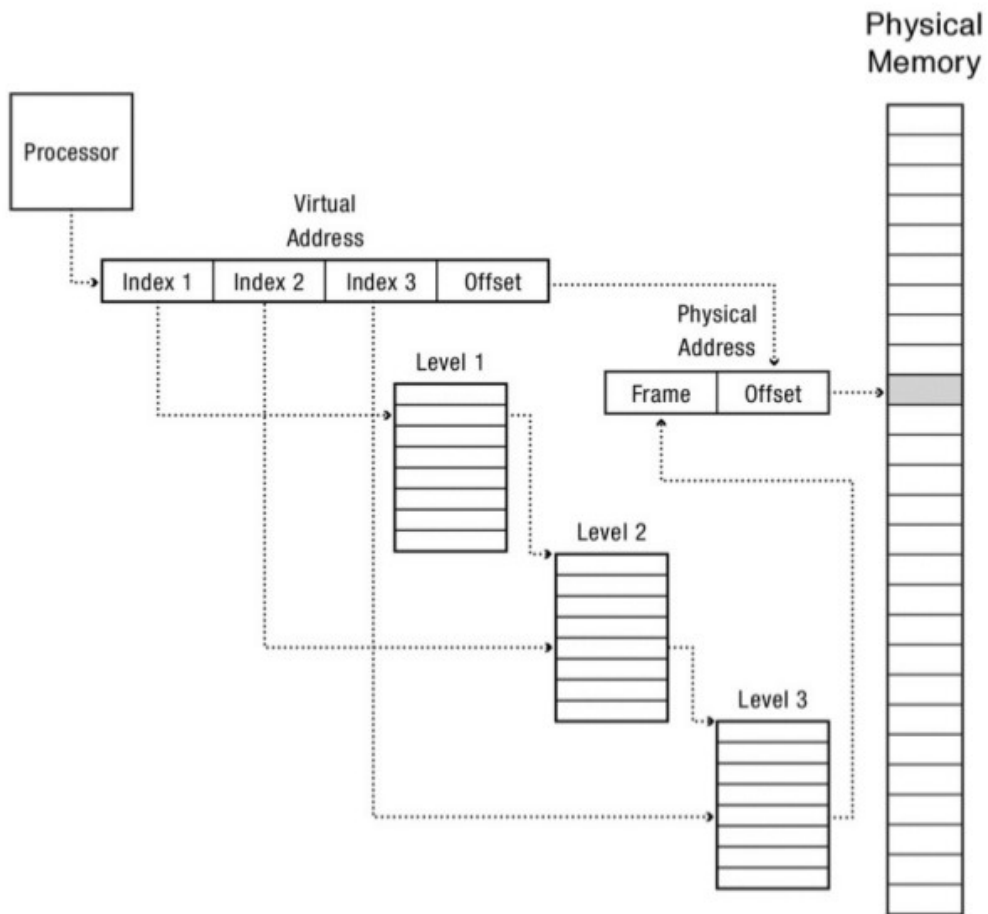 Physical
Memory
Processor
Virtual
Address
Index 1 Index 2 Index 3 Offset
Physical
Address
Level 1
Frame Offset
Level 2
Level 3